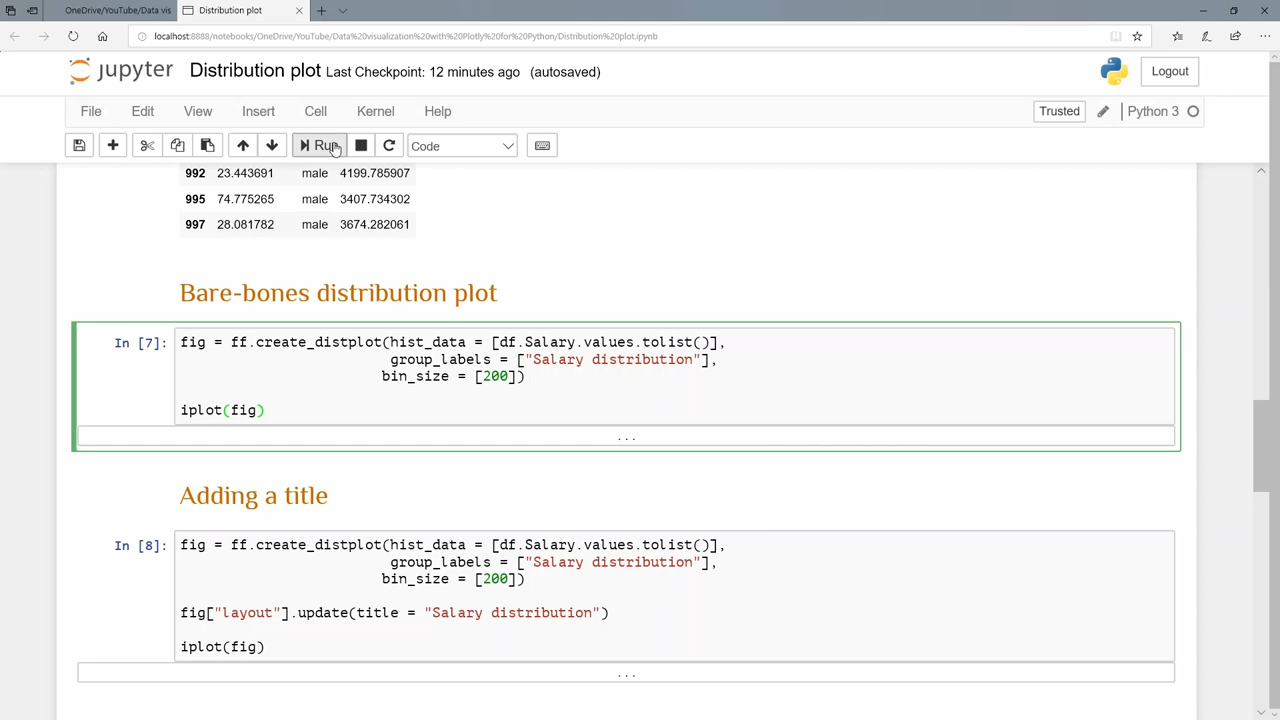 OneDrive/YouTube/Data vis
Distribution plot
localhost:8888/notebooks/OneDrive/YouTube/Data%20visualization%20with%20Plotly%20for%20Python/Distribution%20plot.ipynb
jupyter Distribution plot Last Checkpoint: 12 minutes ago (autosaved)
Logout
File Edit View Insert Cell Kernel Help
Trusted
Python 3
Run
Code
992 23.443691 male 4199.785907
995 74.775265 male 3407.734302
997 28.081782 male 3674.282061
Bare-bones distribution plot
In [7]: fig = ff.create_distplot(hist_data = [df.Salary.values.tolist()],
group_labels = ["Salary distribution"],
bin_size = [200])
iplot(fig)
...
Adding a title
In [8]: fig = ff.create_distplot(hist_data = [df.Salary.values.tolist()],
group_labels = ["Salary distribution"],
bin_size = [200])
fig["layout"].update(title = "Salary distribution")
iplot(fig)
...